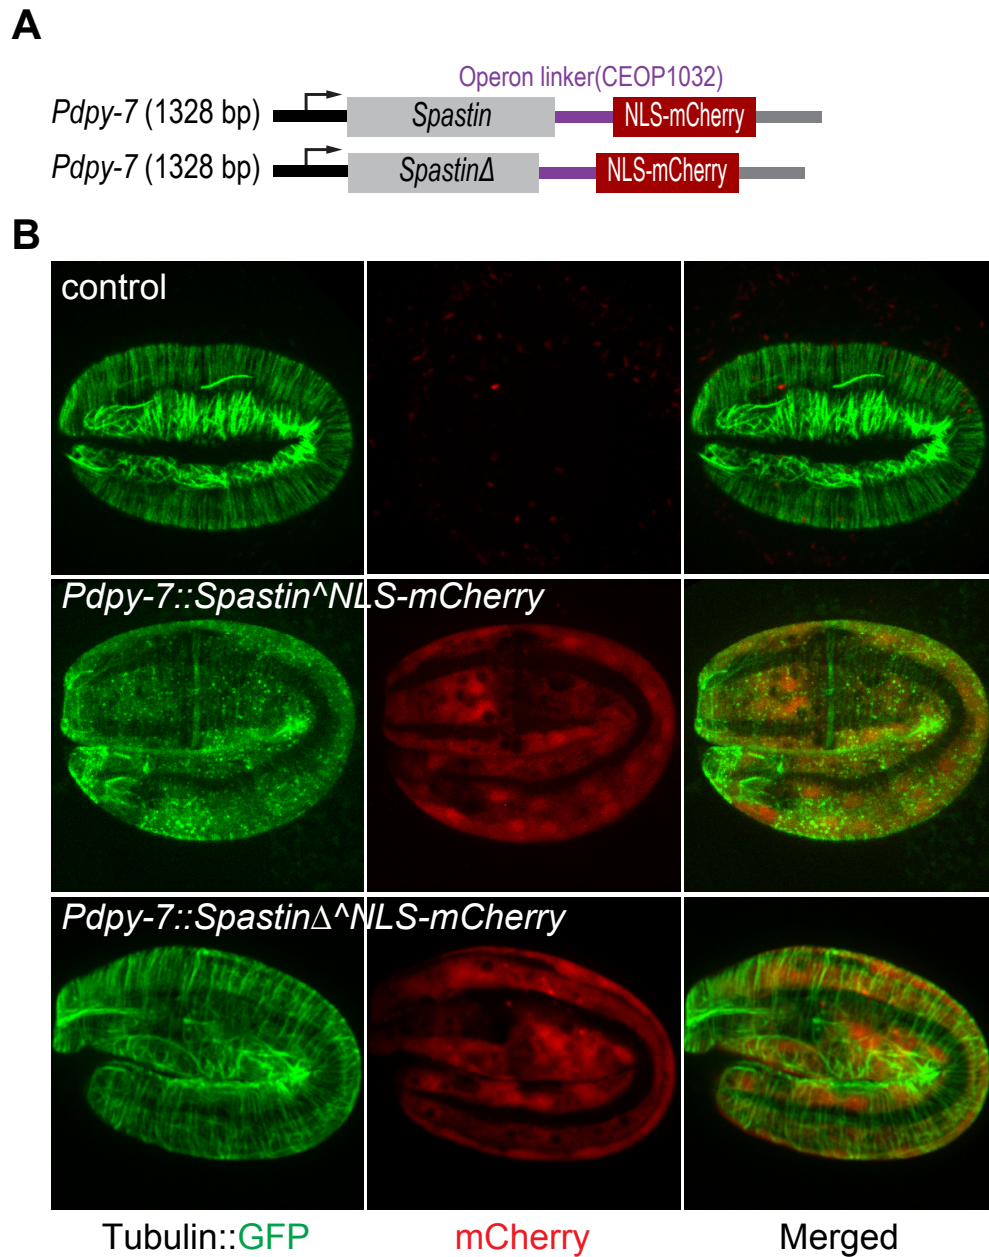 A
Operon linker(CEOP1032)
Pdpy-7 (1328 bp) Spastin NLS-mCherry
Pdpy-7 (1328 bp) SpastinΔ NLS-mCherry
B
control
Pdpy-7::Spastin^NLS-mCherry
Pdpy-7::SpastinΔ^NLS-mCherry
Tubulin::GFP mCherry Merged